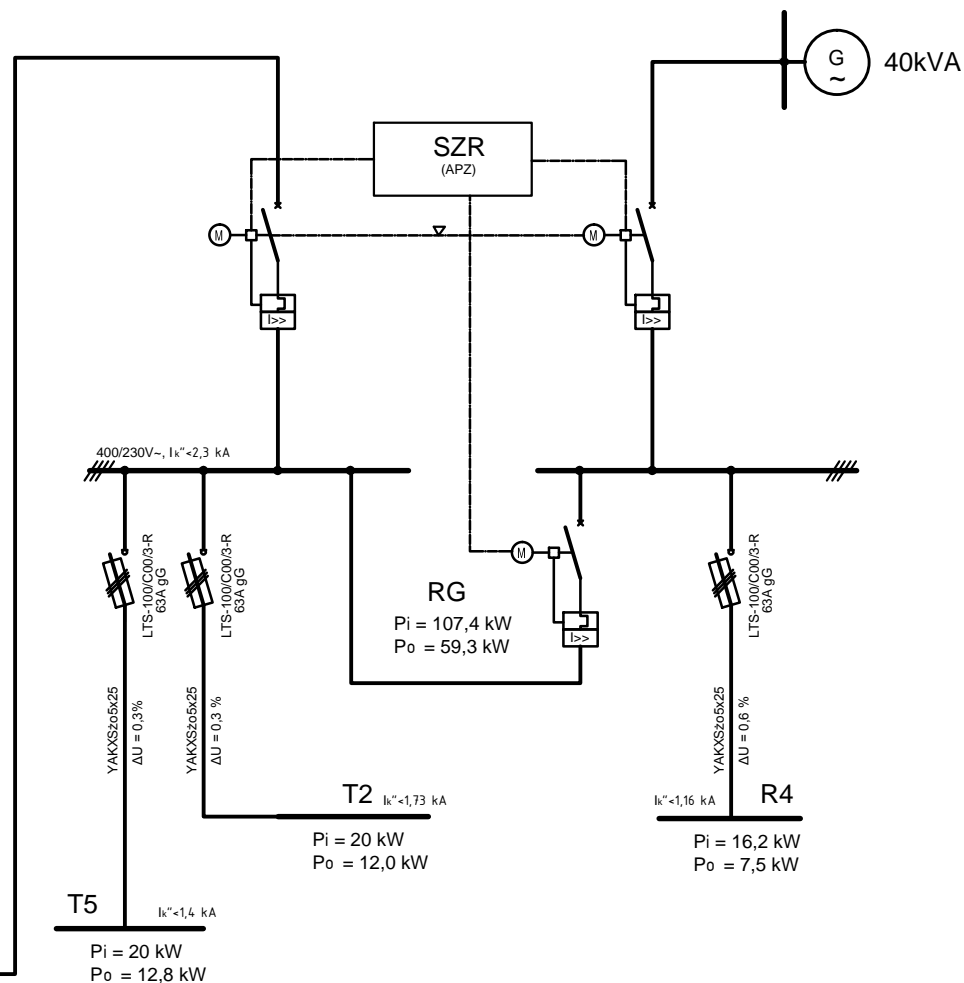 G
~
40kVA
SZR
(APZ)
M
M
I>>
I>>
400/230V~, Ik"<2,3 kA
LTS-100/C00/3-R
63A gG
LTS-100/C00/3-R
63A gG
M
RG
Pi = 107,4 kW
Po = 59,3 kW
I>>
LTS-100/C00/3-R
63A gG
YAKXSżo5x25
ΔU = 0,3%
YAKXSżo5x25
ΔU = 0,3 %
YAKXSżo5x25
ΔU = 0,6 %
T2 Ik"<1,73 kA
Pi = 20 kW
Po = 12,0 kW
Ik"<1,16 kA R4
Pi = 16,2 kW
Po = 7,5 kW
T5 Ik"<1,4 kA
Pi = 20 kW
Po = 12,8 kW